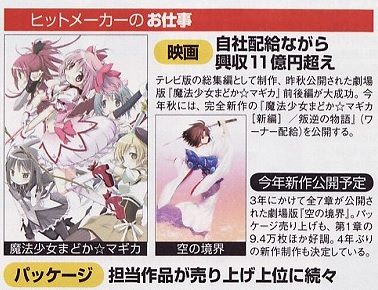 ヒットメーカーのお仕事
映画
自社配給ながら
興収11億円超え
テレビ版の総集編として制作、昨秋公開された劇場
版『魔法少女まどか☆マギカ』前後編が大成功。今
年秋には、完全新作の『魔法少女まどか☆マギカ
［新編］／叛逆の物語』（ワ
ーナー配給）を公開する。
魔法少女まどか☆マギカ
空の境界
今年新作公開予定
3年にかけて全7章が公開さ
れた劇場版『空の境界』。パッ
ケージ売り上げも、第1章の
9.4万枚ほか好調。4年ぶり
の新作制作も決定している。
パッケージ
担当作品が売り上げ上位に続々